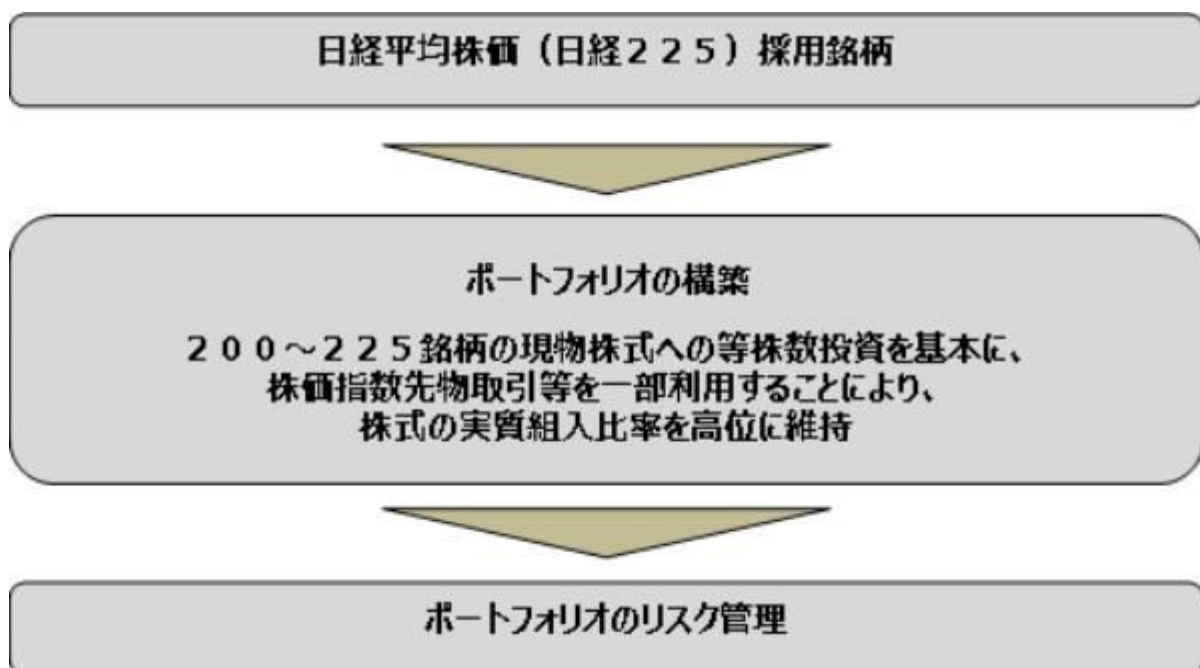 日経平均株価（日経２２５）採用銘柄
ポートフォリオの構築
２００～２２５銘柄の現物株式への等株数投資を基本に、
株価指数先物取引等を一部利用することにより、
株式の実質組入比率を高位に維持
ポートフォリオのリスク管理